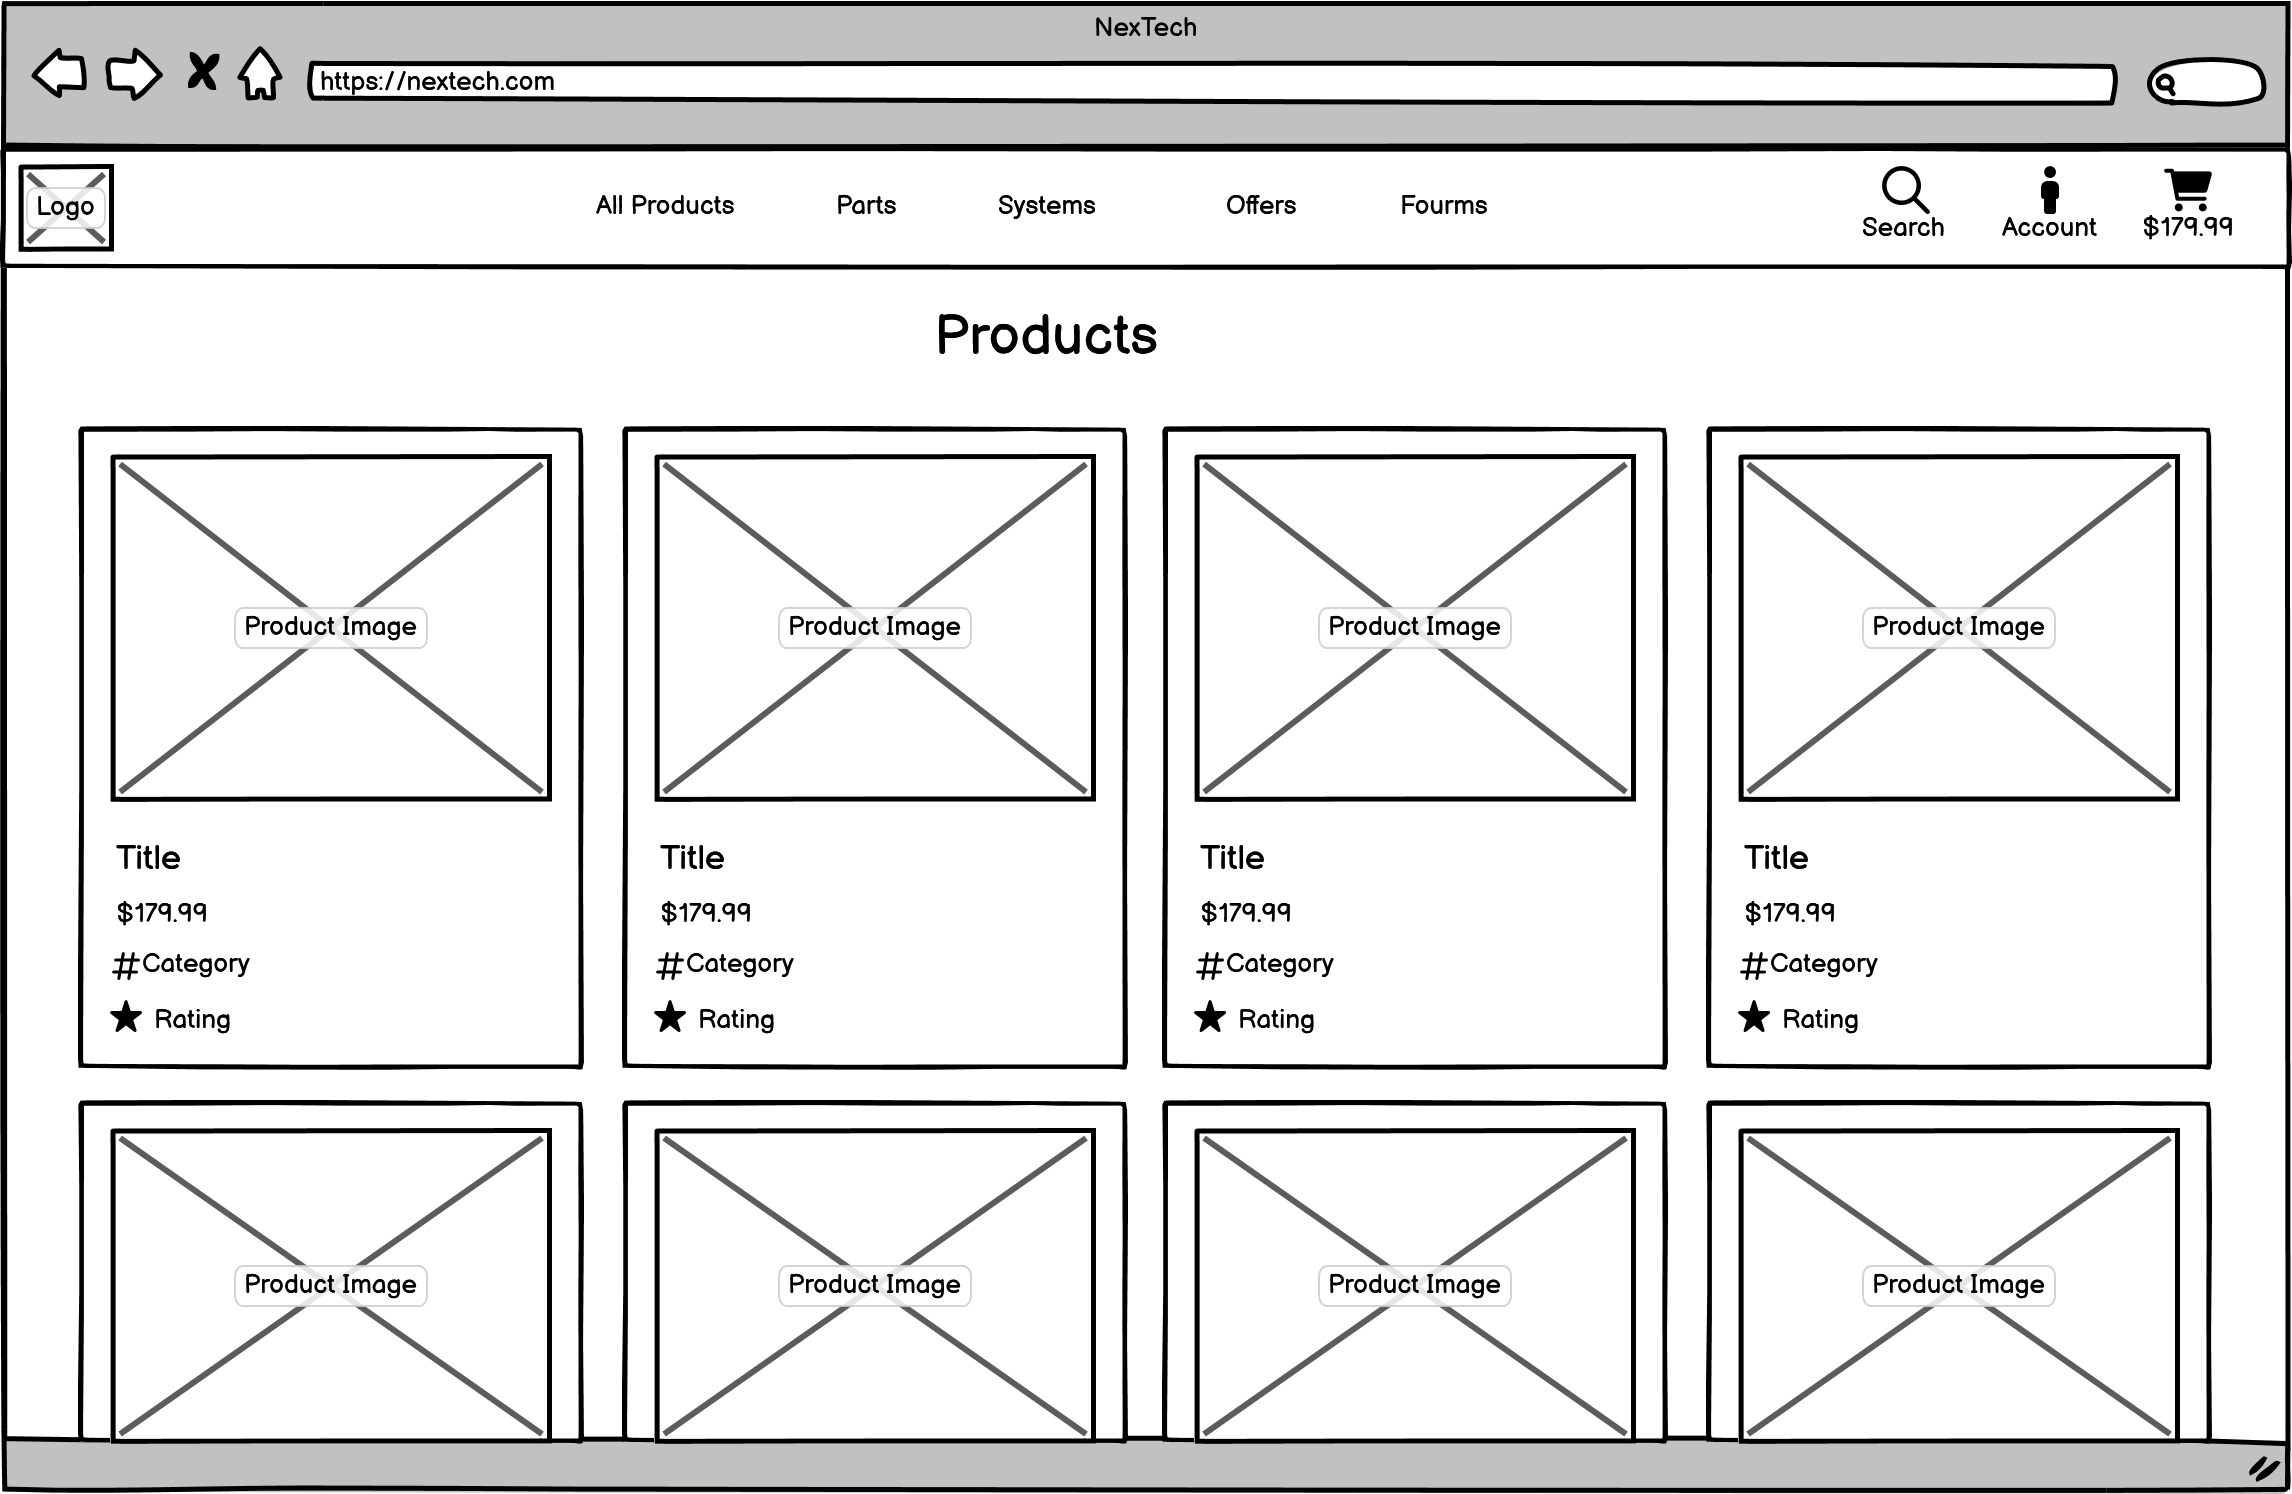 NexTech
https://nextech.com
Logo
All Products Parts Systems Offers Fourms
Search Account $179.99
Products
Product Image Product Image Product Image Product Image
Title Title Title Title
$179.99 $179.99 $179.99 $179.99
#Category #Category #Category #Category
Rating Rating Rating Rating
Product Image Product Image Product Image Product Image